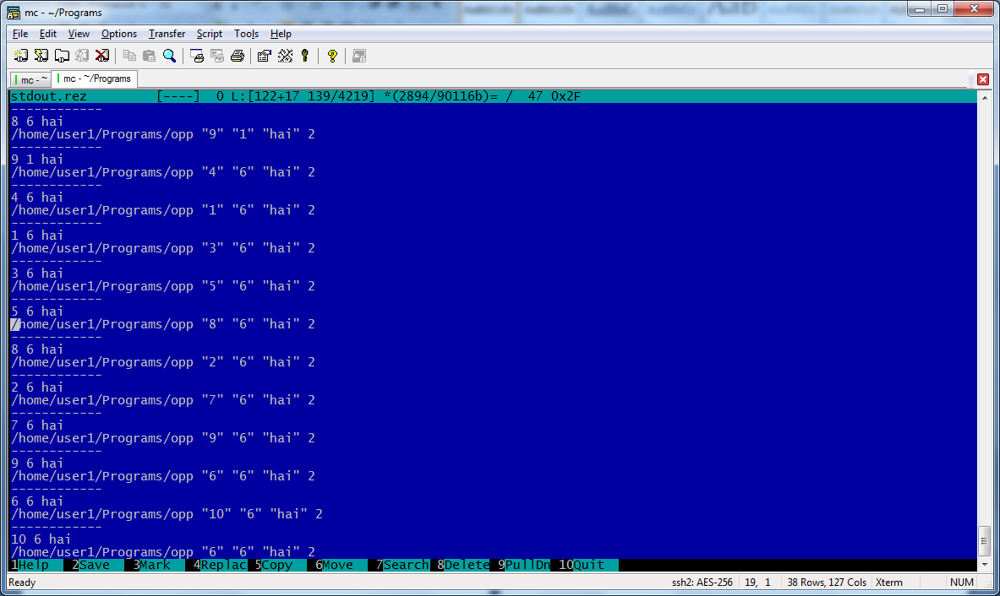 mc - ~/Programs
File Edit View Options Transfer Script Tools Help
mc - ~ mc - ~/Programs
stdout.rez [----] 0 L:[122+17 139/4219] *(2894/90116b)= / 47 0x2F
------------
8 6 hai
/home/user1/Programs/opp "9" "1" "hai" 2
------------
9 1 hai
/home/user1/Programs/opp "4" "6" "hai" 2
------------
4 6 hai
/home/user1/Programs/opp "1" "6" "hai" 2
------------
1 6 hai
/home/user1/Programs/opp "3" "6" "hai" 2
------------
3 6 hai
/home/user1/Programs/opp "5" "6" "hai" 2
------------
5 6 hai
/home/user1/Programs/opp "8" "6" "hai" 2
------------
8 6 hai
/home/user1/Programs/opp "2" "6" "hai" 2
------------
2 6 hai
/home/user1/Programs/opp "7" "6" "hai" 2
------------
7 6 hai
/home/user1/Programs/opp "9" "6" "hai" 2
------------
9 6 hai
/home/user1/Programs/opp "6" "6" "hai" 2
------------
6 6 hai
/home/user1/Programs/opp "10" "6" "hai" 2
------------
10 6 hai
/home/user1/Programs/opp "6" "6" "hai" 2
1Help 2Save 3Mark 4Replac 5Copy 6Move 7Search 8Delete 9PullDn 10Quit
Ready ssh2: AES-256 19, 1 38 Rows, 127 Cols Xterm NUM